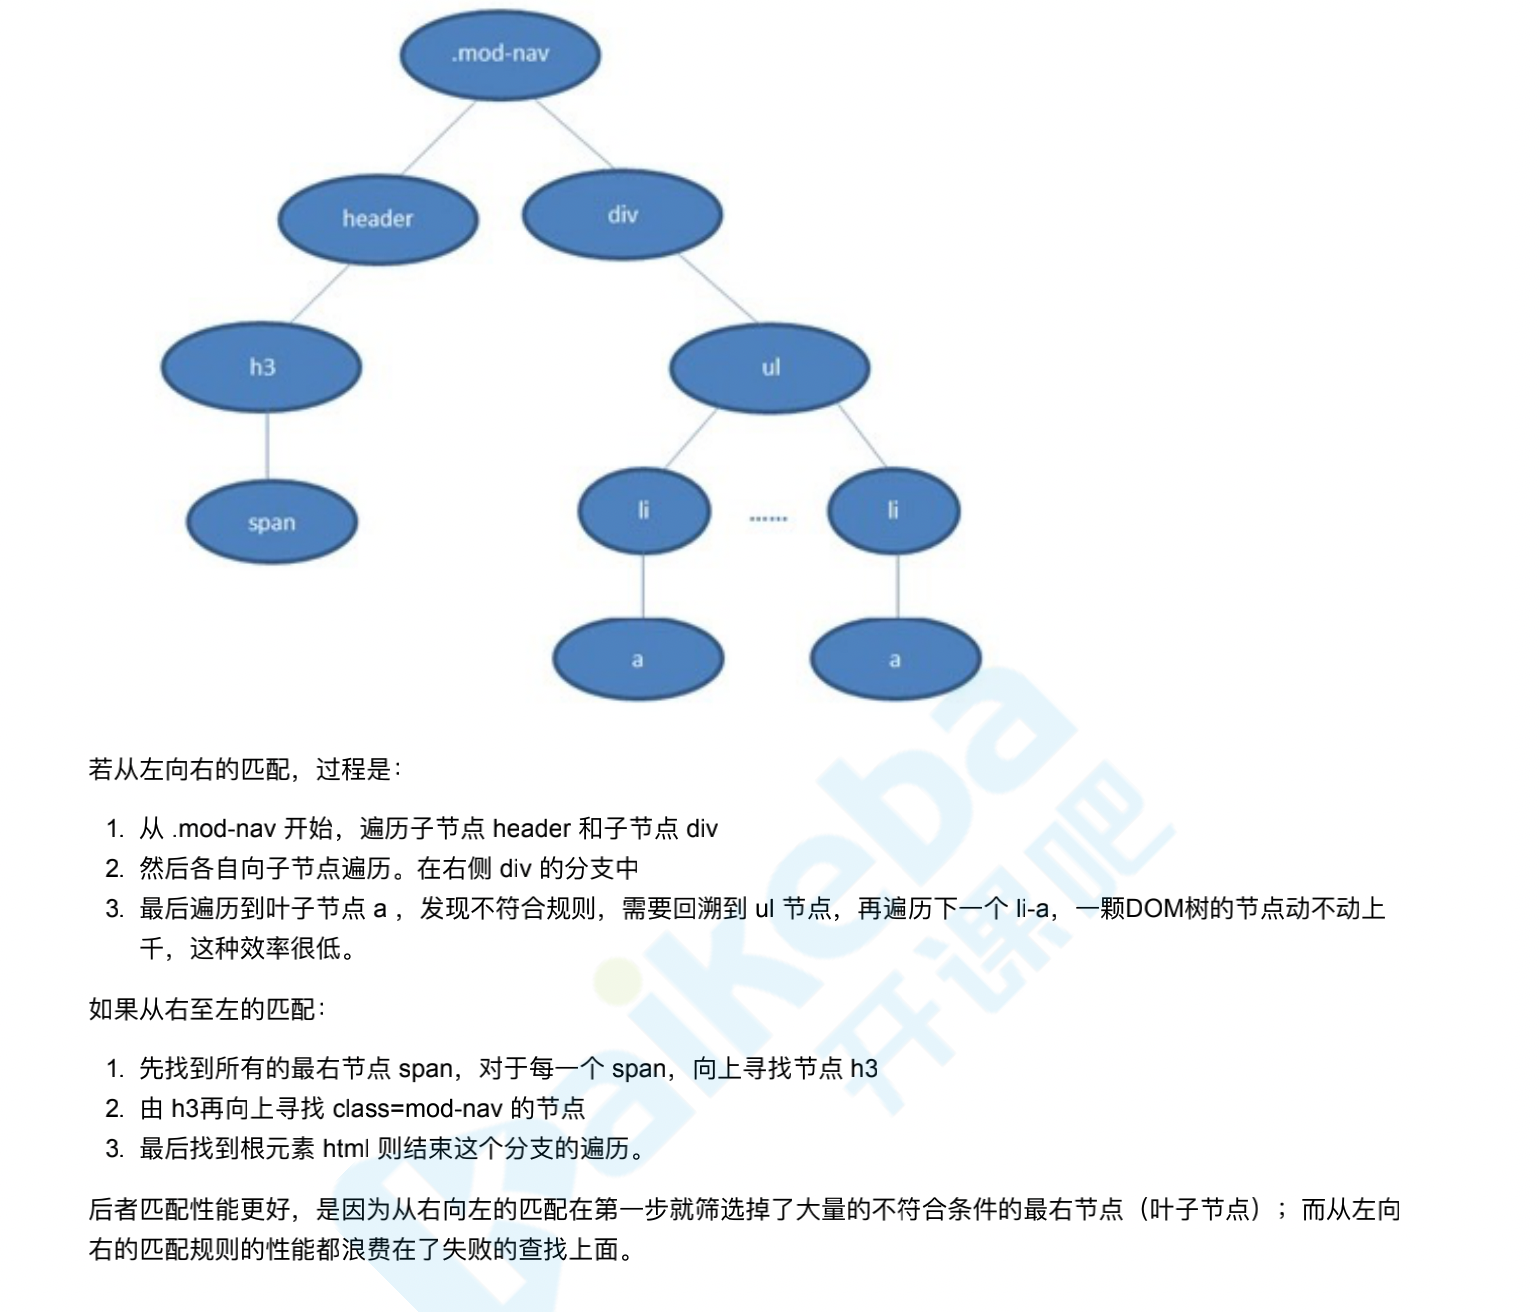 .mod-nav
header
div
h3
ul
span
li
......
li
a
a
若从左向右的匹配，过程是：
1. 从 .mod-nav 开始，遍历子节点 header 和子节点 div
2. 然后各自向子节点遍历。在右侧 div 的分支中
3. 最后遍历到叶子节点 a ，发现不符合规则，需要回溯到 ul 节点，再遍历下一个 li-a，一颗DOM树的节点动不动上
千，这种效率很低。
如果从右至左的匹配：
1. 先找到所有的最右节点 span，对于每一个 span，向上寻找节点 h3
2. 由 h3再向上寻找 class=mod-nav 的节点
3. 最后找到根元素 html 则结束这个分支的遍历。
后者匹配性能更好，是因为从右向左的匹配在第一步就筛选掉了大量的不符合条件的最右节点（叶子节点）；而从左向
右的匹配规则的性能都浪费在了失败的查找上面。
Kaikeba
开课吧